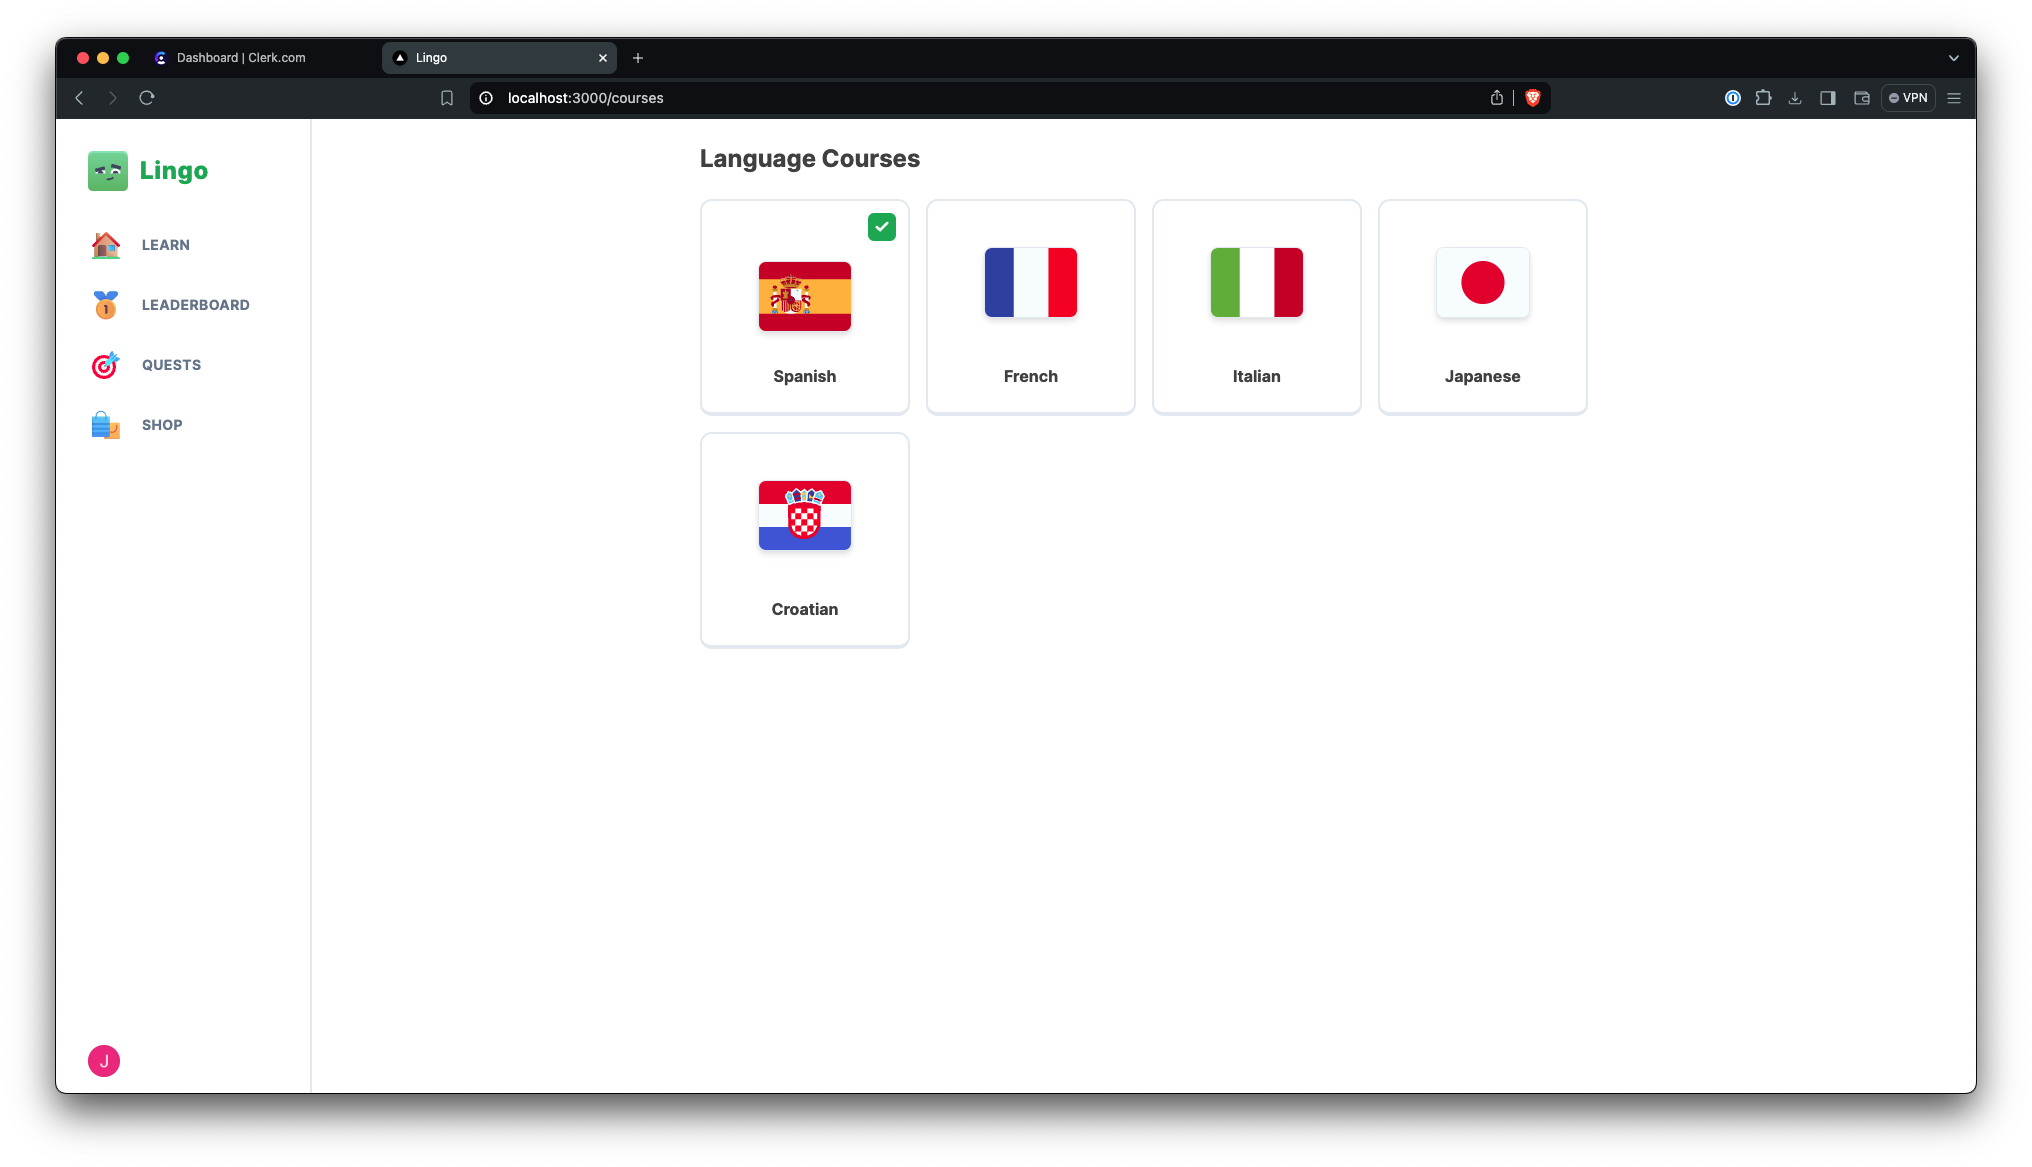 Dashboard | Clerk.com
Lingo
localhost:3000/courses
VPN
Lingo
LEARN
LEADERBOARD
1
QUESTS
SHOP
J
Language Courses
Spanish
French
Italian
Japanese
Croatian